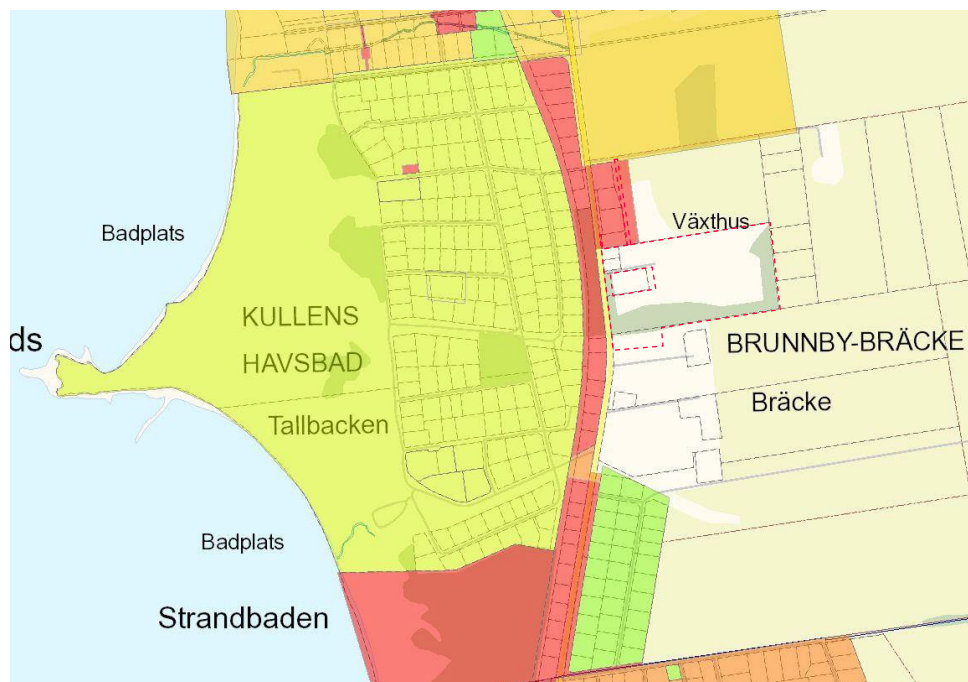 Badplats
Växthus
KULLENS
HAVSBAD
ds
BRUNNBY-BRÄCKE
Bräcke
Tallbacken
Badplats
Strandbaden